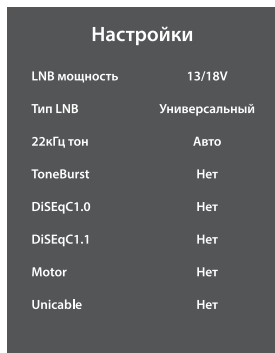 Настройки
LNB мощность 13/18V
Тип LNB Универсальный
22кГц тон Авто
ToneBurst Нет
DiSEqC1.0 Нет
DiSEqC1.1 Нет
Motor Нет
Unicable Нет